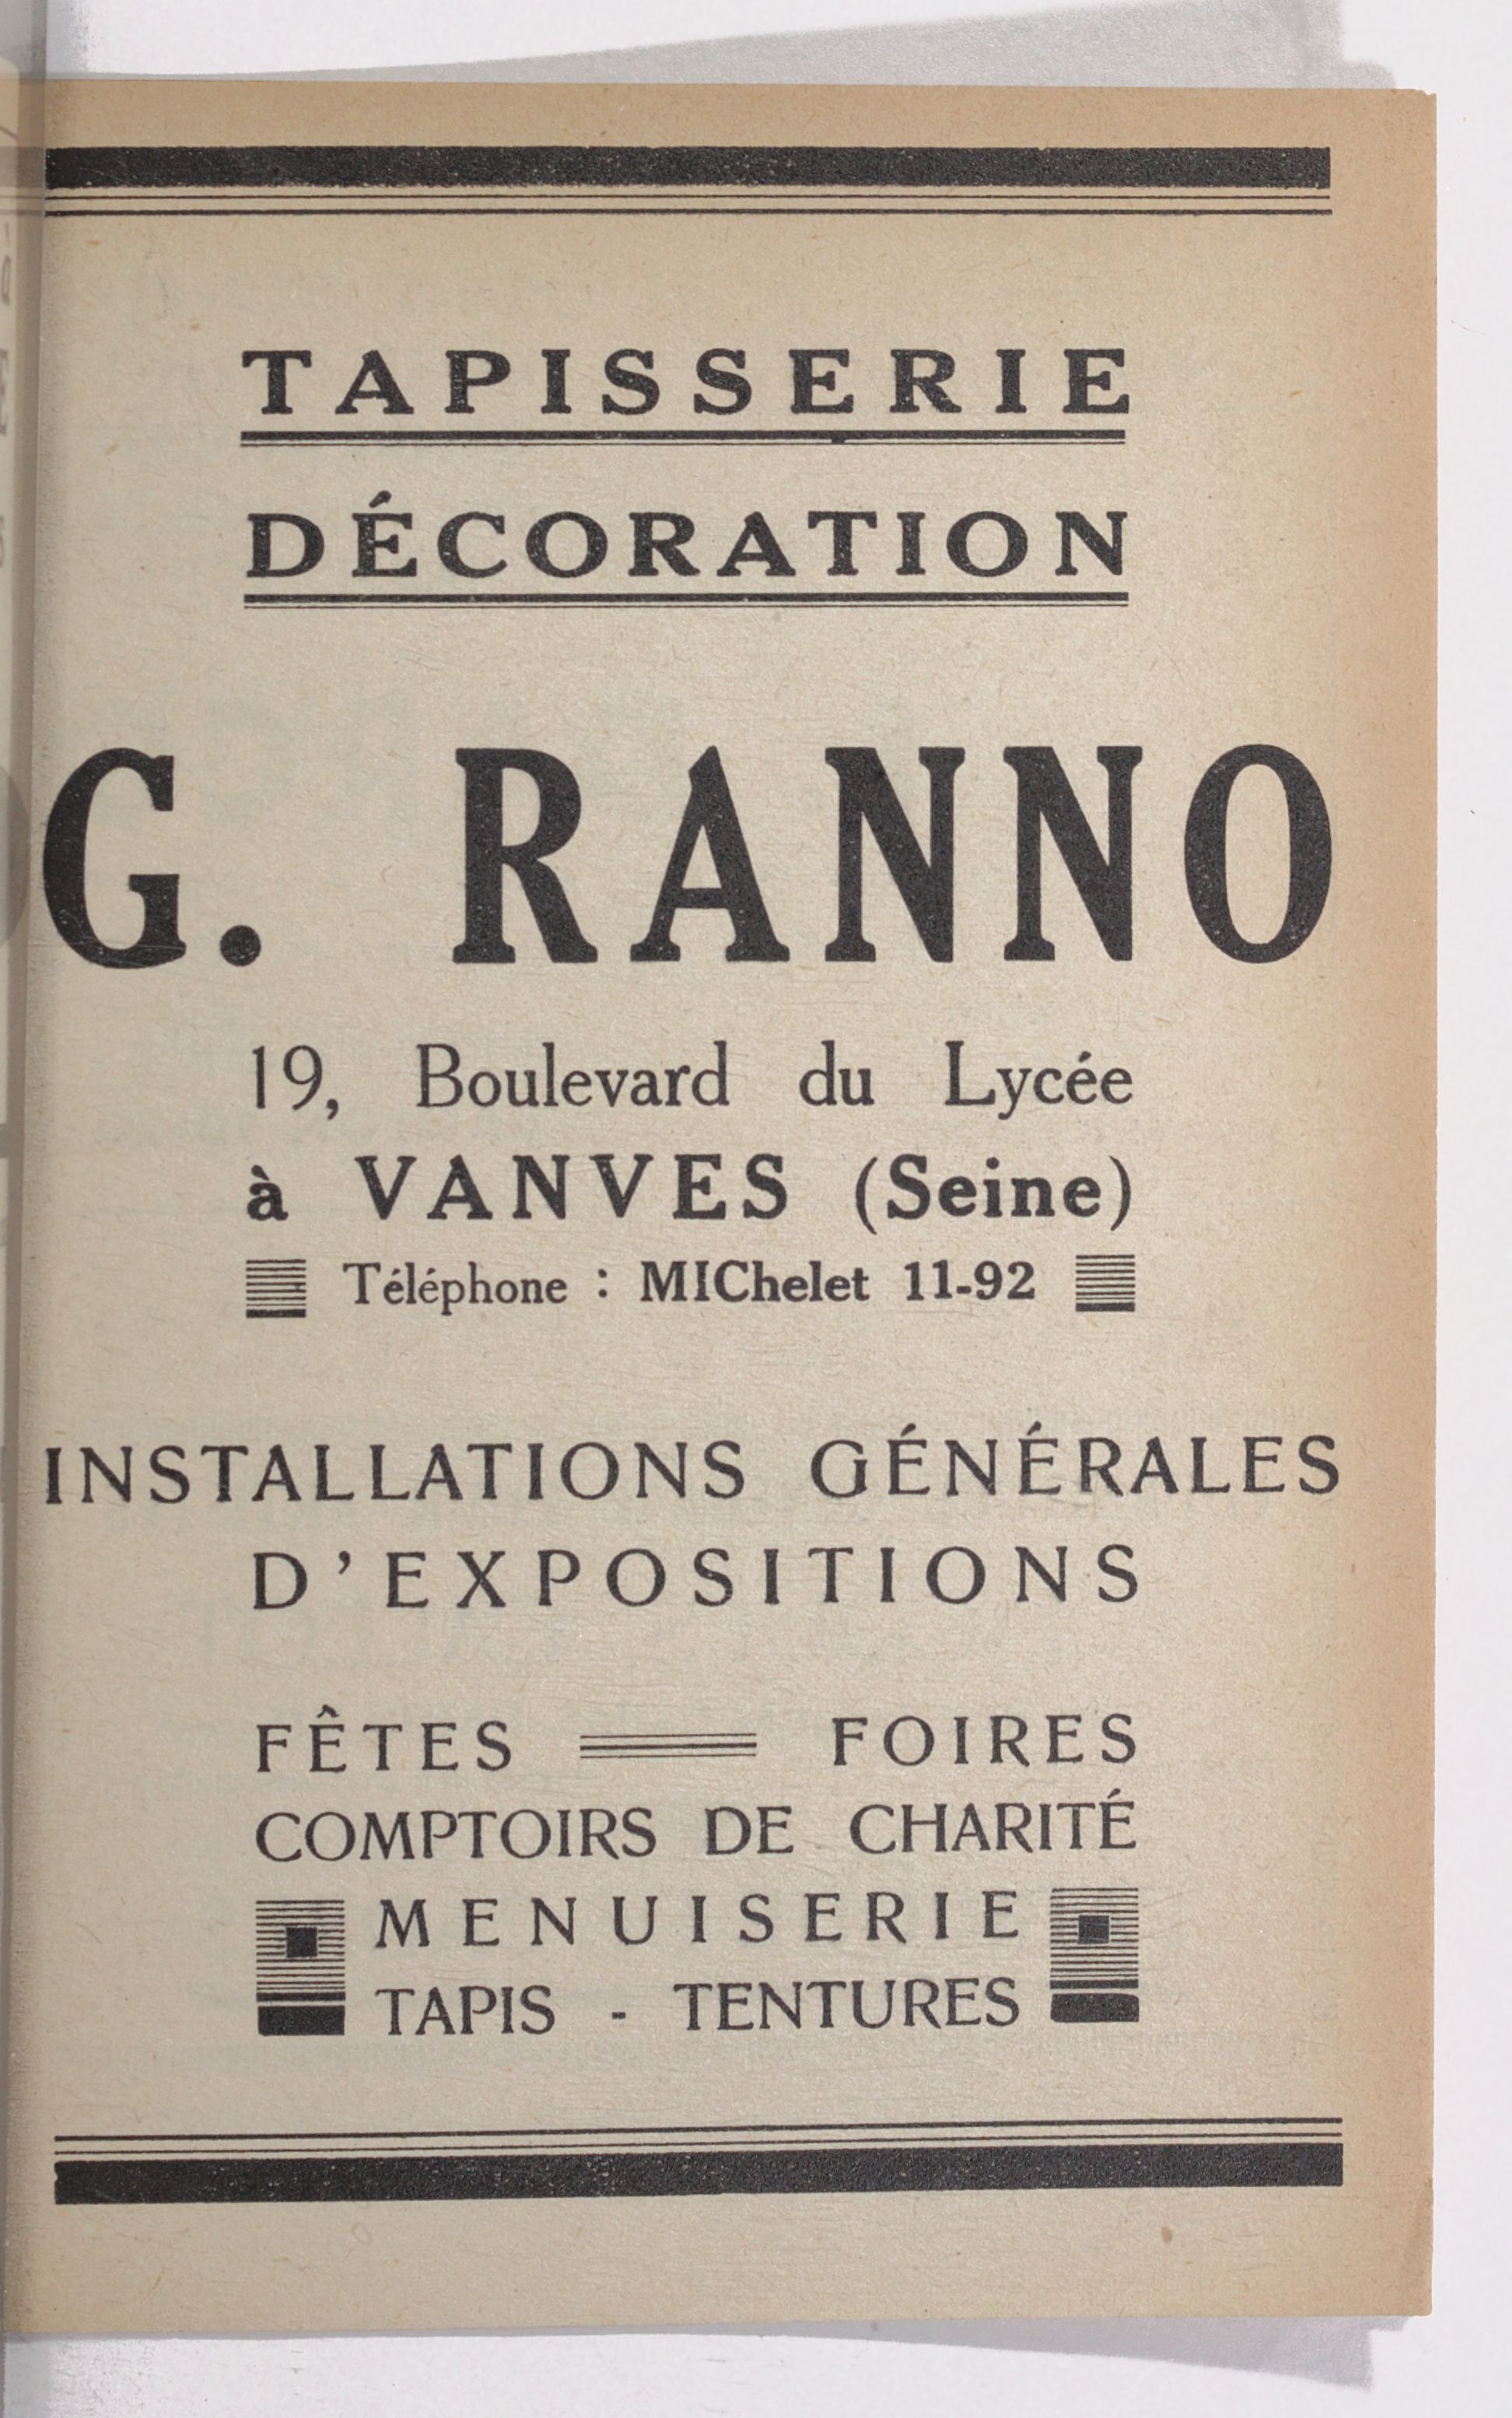 TAPISSERIE
DÉCORATION
G. RANNO
19, Boulevard du Lycée
à VANVES (Seine)
Téléphone : MIChelet 11-92
INSTALLATIONS GÉNÉRALES
D'EXPOSITIONS
FÊTES FOIRES
COMPTOIRS DE CHARITÉ
MENUISERIE
TAPIS - TENTURES